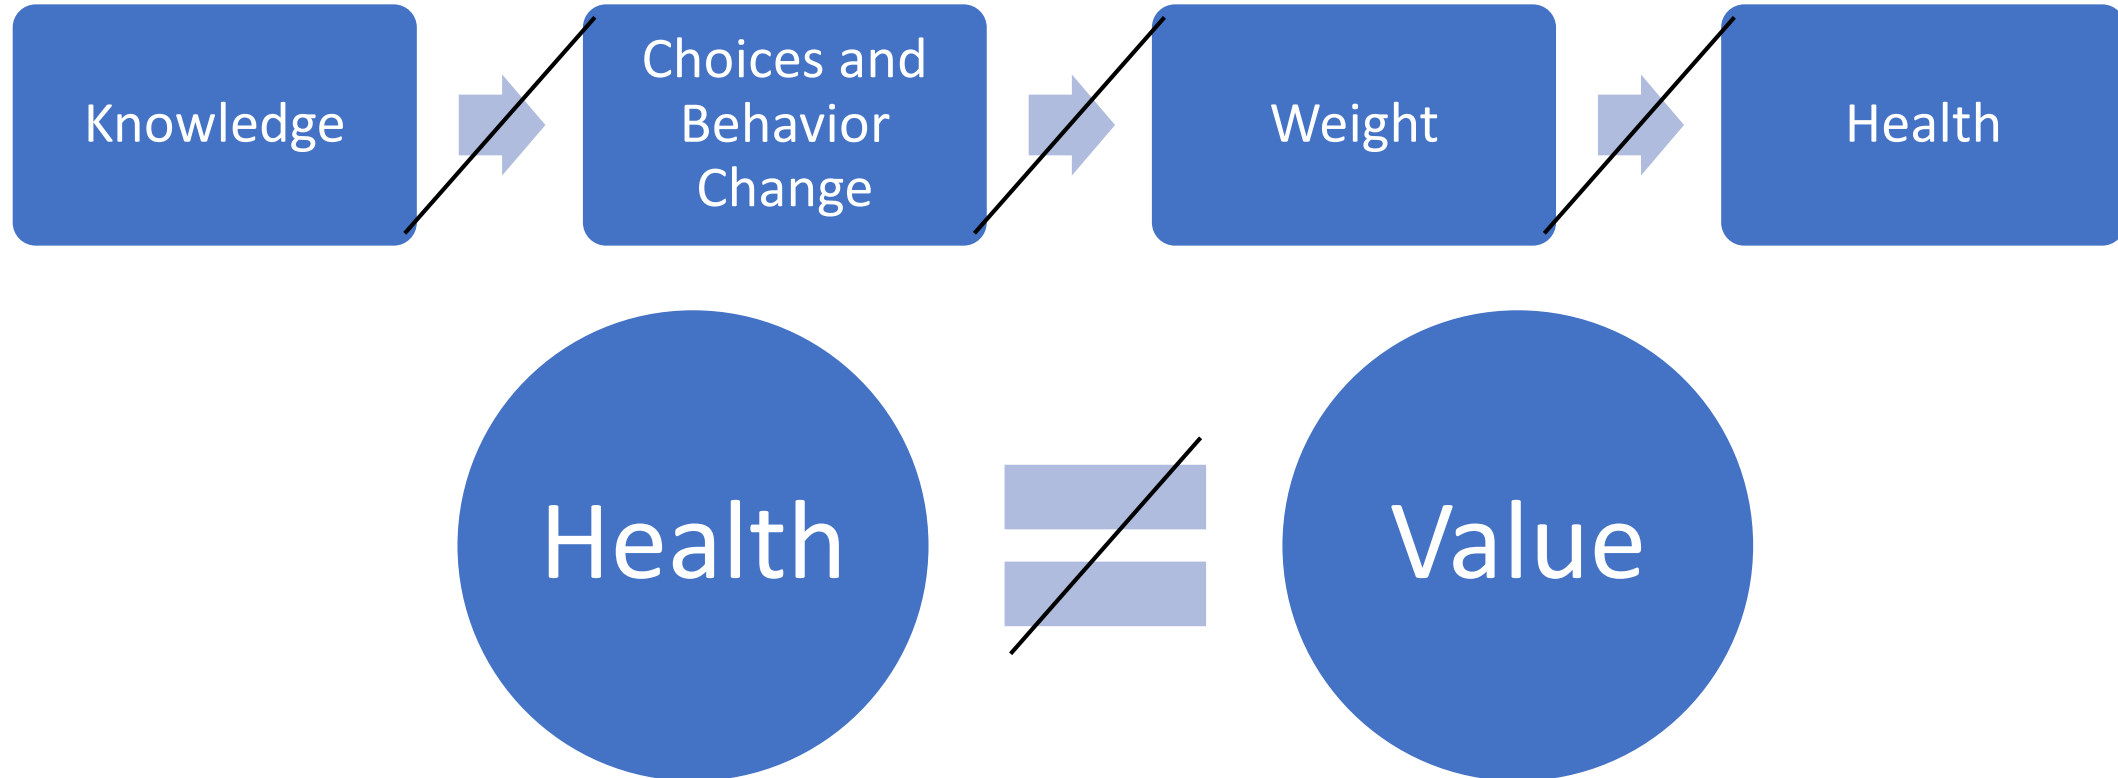 Knowledge
Choices and
Behavior
Change
Weight
Health
Health
Value